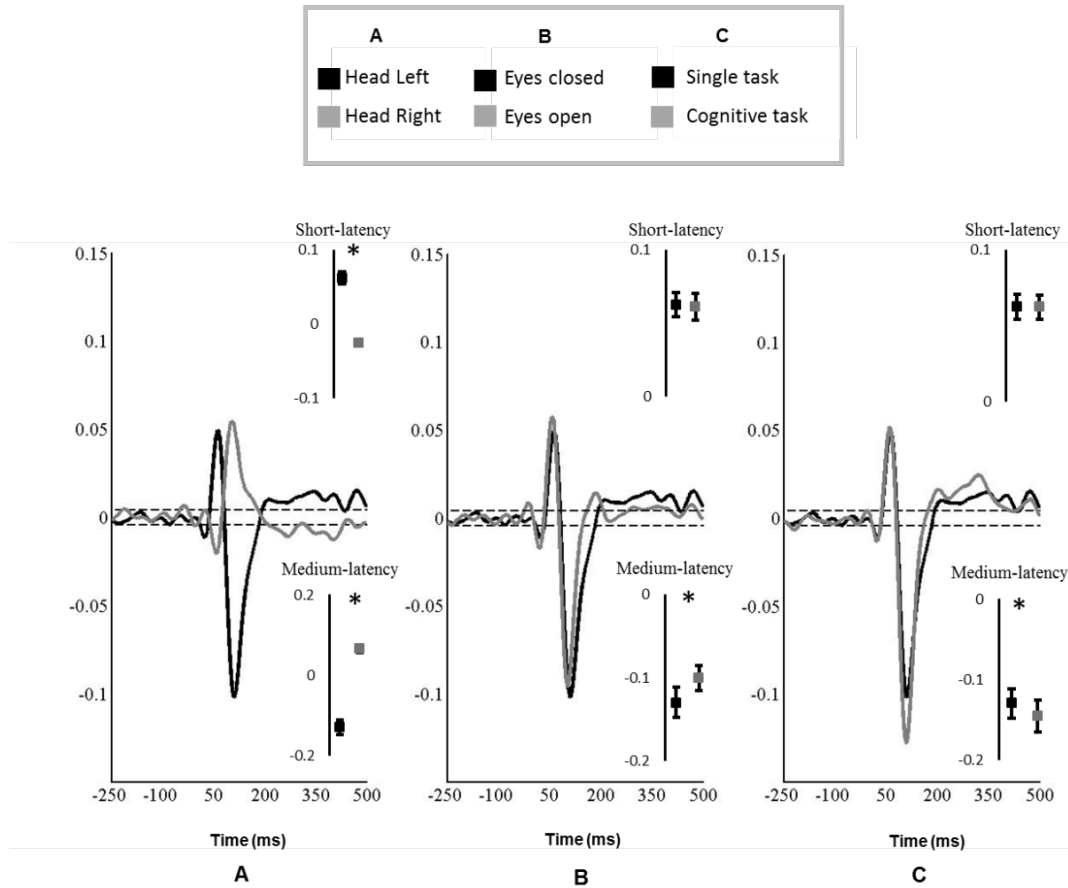 A B C
Head Left Eyes closed Single task
Head Right Eyes open Cognitive task
Short-latency Short-latency Short-latency
0.15 0.1 * 0.15 0.1 0.15 0.1
0.1 0 0.1 0.1
-0.1 0 0
0.05 0.05 0.05
0 0 0
Medium-latency Medium-latency Medium-latency
0.2 * 0 * 0 *
-0.05 -0.05 -0.05
0 -0.1 -0.1
-0.1 -0.1 -0.1
-0.2 -0.2 -0.2
-250 -100 50 200 350 500 -250 -100 50 200 350 500 -250 -100 50 200 350 500
Time (ms) Time (ms) Time (ms)
A B C